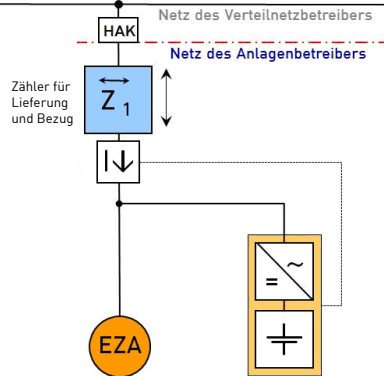 Netz des Verteilnetzbetreibers
HAK
Netz des Anlagenbetreibers
Zähler für
Lieferung
und Bezug
Z 1
EZA